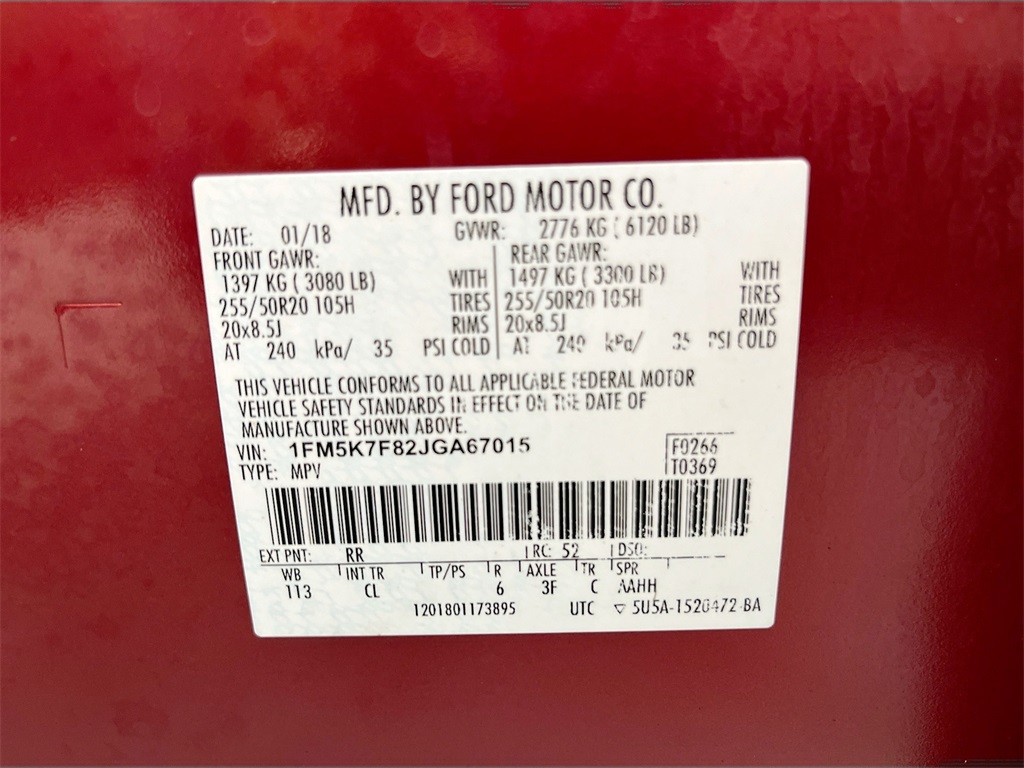 MFD. BY FORD MOTOR CO.
DATE: 01/18 GVWR: 2776 KG ( 6120 LB)
FRONT GAWR: REAR GAWR:
1397 KG ( 3080 LB) WITH 1497 KG ( 3300 LB) WITH
255/50R20 105H TIRES 255/50R20 105H TIRES
20x8.5J RIMS 20x8.5J RIMS
AT 240 kPa/ 35 PSI COLD AT 240 kPa/ 35 PSI COLD
THIS VEHICLE CONFORMS TO ALL APPLICABLE FEDERAL MOTOR
VEHICLE SAFETY STANDARDS IN EFFECT ON THE DATE OF
MANUFACTURE SHOWN ABOVE.
VIN: 1FM5K7F82JGA67015 F0266
TYPE: MPV T0369
EXT PNT: RR RC: 52 DSO:
WB INT TR TP/PS R AXLE TR SPR
113 CL 6 3F C AAHH
1201801173895 UTC ▽ 5U5A-1520472-BA